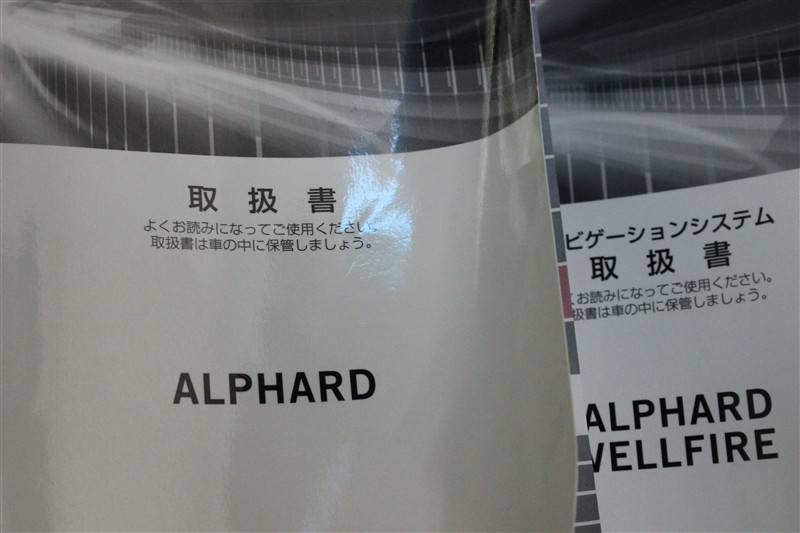 取扱書
よくお読みになってご使用ください。
取扱書は車の中に保管しましょう。
ALPHARD
ビゲーションシステム
取扱書
くお読みになってご使用ください。
扱書は車の中に保管しましょう。
ALPHARD
VELLFIRE